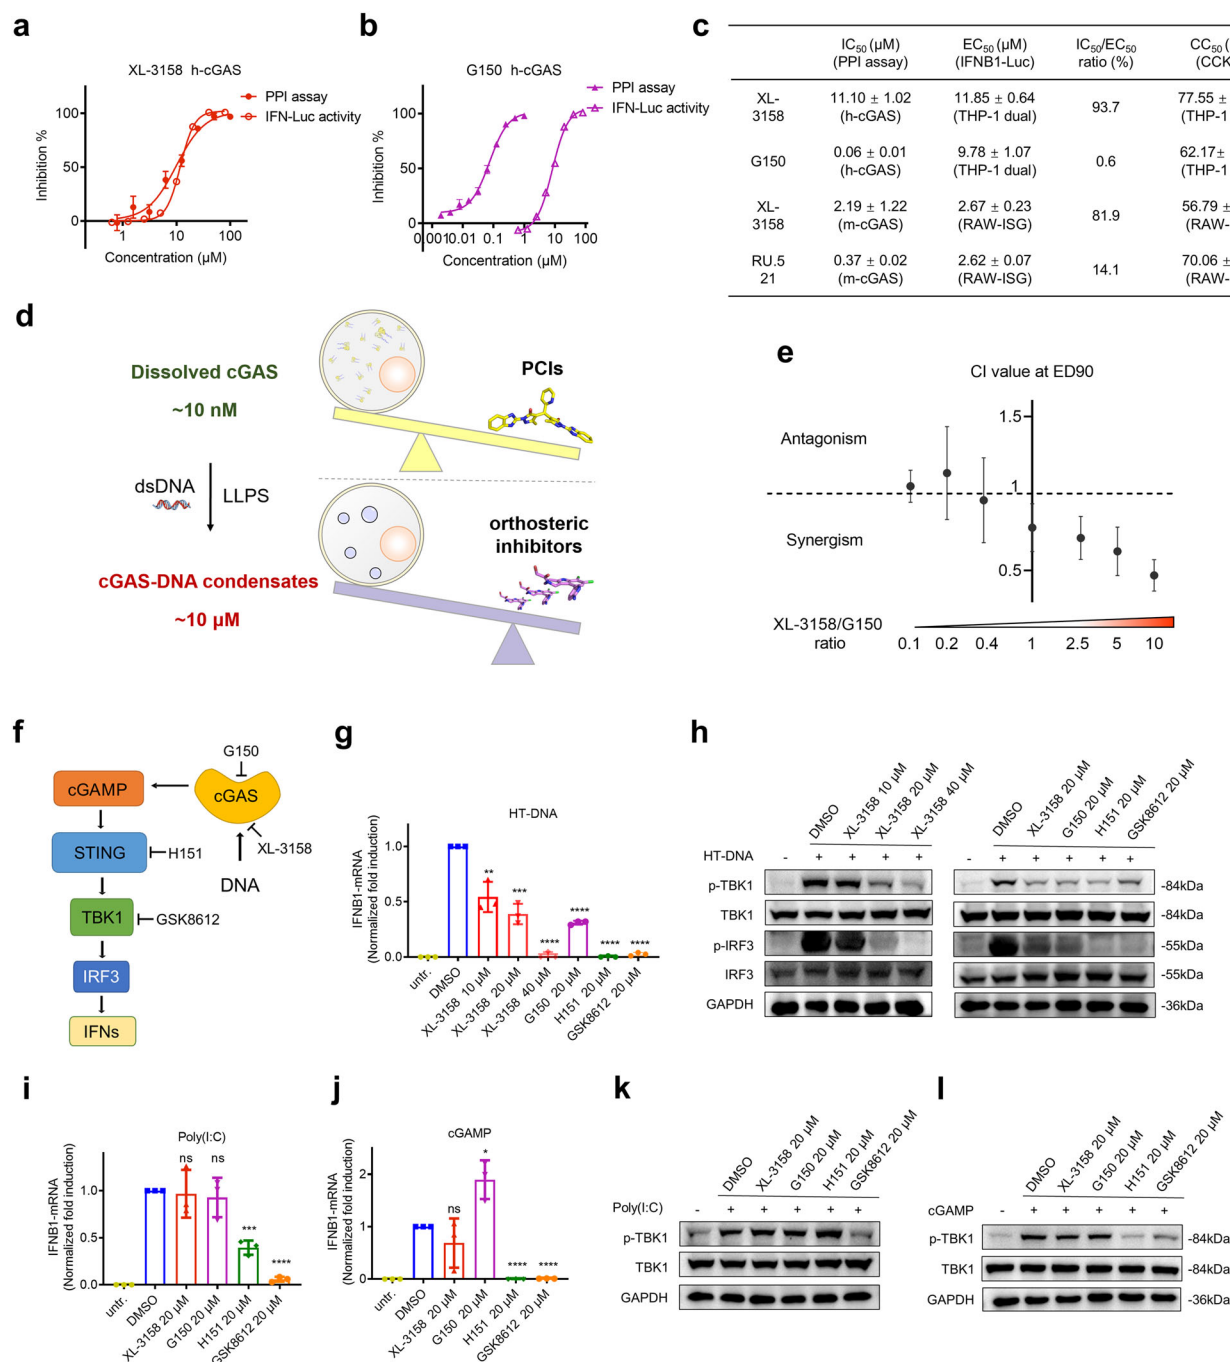 a
XL-3158 h-cGAS
PPI assay
IFN-Luc activity
100
50
0
Inhibition %
1
10
100
Concentration (μM)
b
G150 h-cGAS
PPI assay
IFN-Luc activity
100
50
0
Inhibition %
0.001
0.01
0.1
1
10
100
Concentration (μM)
c
IC50 (μM) EC50 (μM) IC50/EC50 CC50 (
(PPI assay) (IFNB1-Luc) ratio (%) (CCK
XL- 11.10 ± 1.02 11.85 ± 0.64 93.7 77.55 ±
3158 (h-cGAS) (THP-1 dual) (THP-1
G150 0.06 ± 0.01 9.78 ± 1.07 0.6 62.17 ±
(h-cGAS) (THP-1 dual) (THP-1
XL- 2.19 ± 1.22 2.67 ± 0.23 81.9 56.79 ±
3158 (m-cGAS) (RAW-ISG) (RAW-
RU.5 0.37 ± 0.02 2.62 ± 0.07 14.1 70.06 ±
21 (m-cGAS) (RAW-ISG) (RAW-
d
Dissolved cGAS
~10 nM
dsDNA
LLPS
cGAS-DNA condensates
~10 μM
PCIs
orthosteric
inhibitors
e
CI value at ED90
1.5
1
0.5
Antagonism
Synergism
XL-3158/G150
ratio
0.1 0.2 0.4 1 2.5 5 10
f
G150
cGAMP
cGAS
XL-3158
STING
H151
DNA
TBK1
GSK8612
IRF3
IFNs
g
HT-DNA
IFNB1-mRNA
(Normalized fold induction)
1.0
0.5
0.0
** *** **** **** **** ****
untr.
DMSO
XL-3158 10 μM
XL-3158 20 μM
XL-3158 40 μM
G150 20 μM
H151 20 μM
GSK8612 20 μM
h
DMSO
XL-3158 10 μM
XL-3158 20 μM
XL-3158 40 μM
DMSO
XL-3158 20 μM
G150 20 μM
H151 20 μM
GSK8612 20 μM
HT-DNA - + + + + - + + + +
p-TBK1 -84kDa
TBK1 -84kDa
p-IRF3 -55kDa
IRF3 -55kDa
GAPDH -36kDa
i
Poly(I:C)
IFNB1-mRNA
(Normalized fold induction)
1.0
0.5
0.0
ns ns *** ****
untr.
DMSO
XL-3158 20 μM
G150 20 μM
H151 20 μM
GSK8612 20 μM
j
cGAMP
IFNB1-mRNA
(Normalized fold induction)
2
1
0
ns * **** ****
untr.
DMSO
XL-3158 20 μM
G150 20 μM
H151 20 μM
GSK8612 20 μM
k
DMSO
XL-3158 20 μM
G150 20 μM
H151 20 μM
GSK8612 20 μM
Poly(I:C) - + + + + +
p-TBK1
TBK1
GAPDH
l
DMSO
XL-3158 20 μM
G150 20 μM
H151 20 μM
GSK8612 20 μM
cGAMP - + + + + +
p-TBK1 -84kDa
TBK1 -84kDa
GAPDH -36kDa